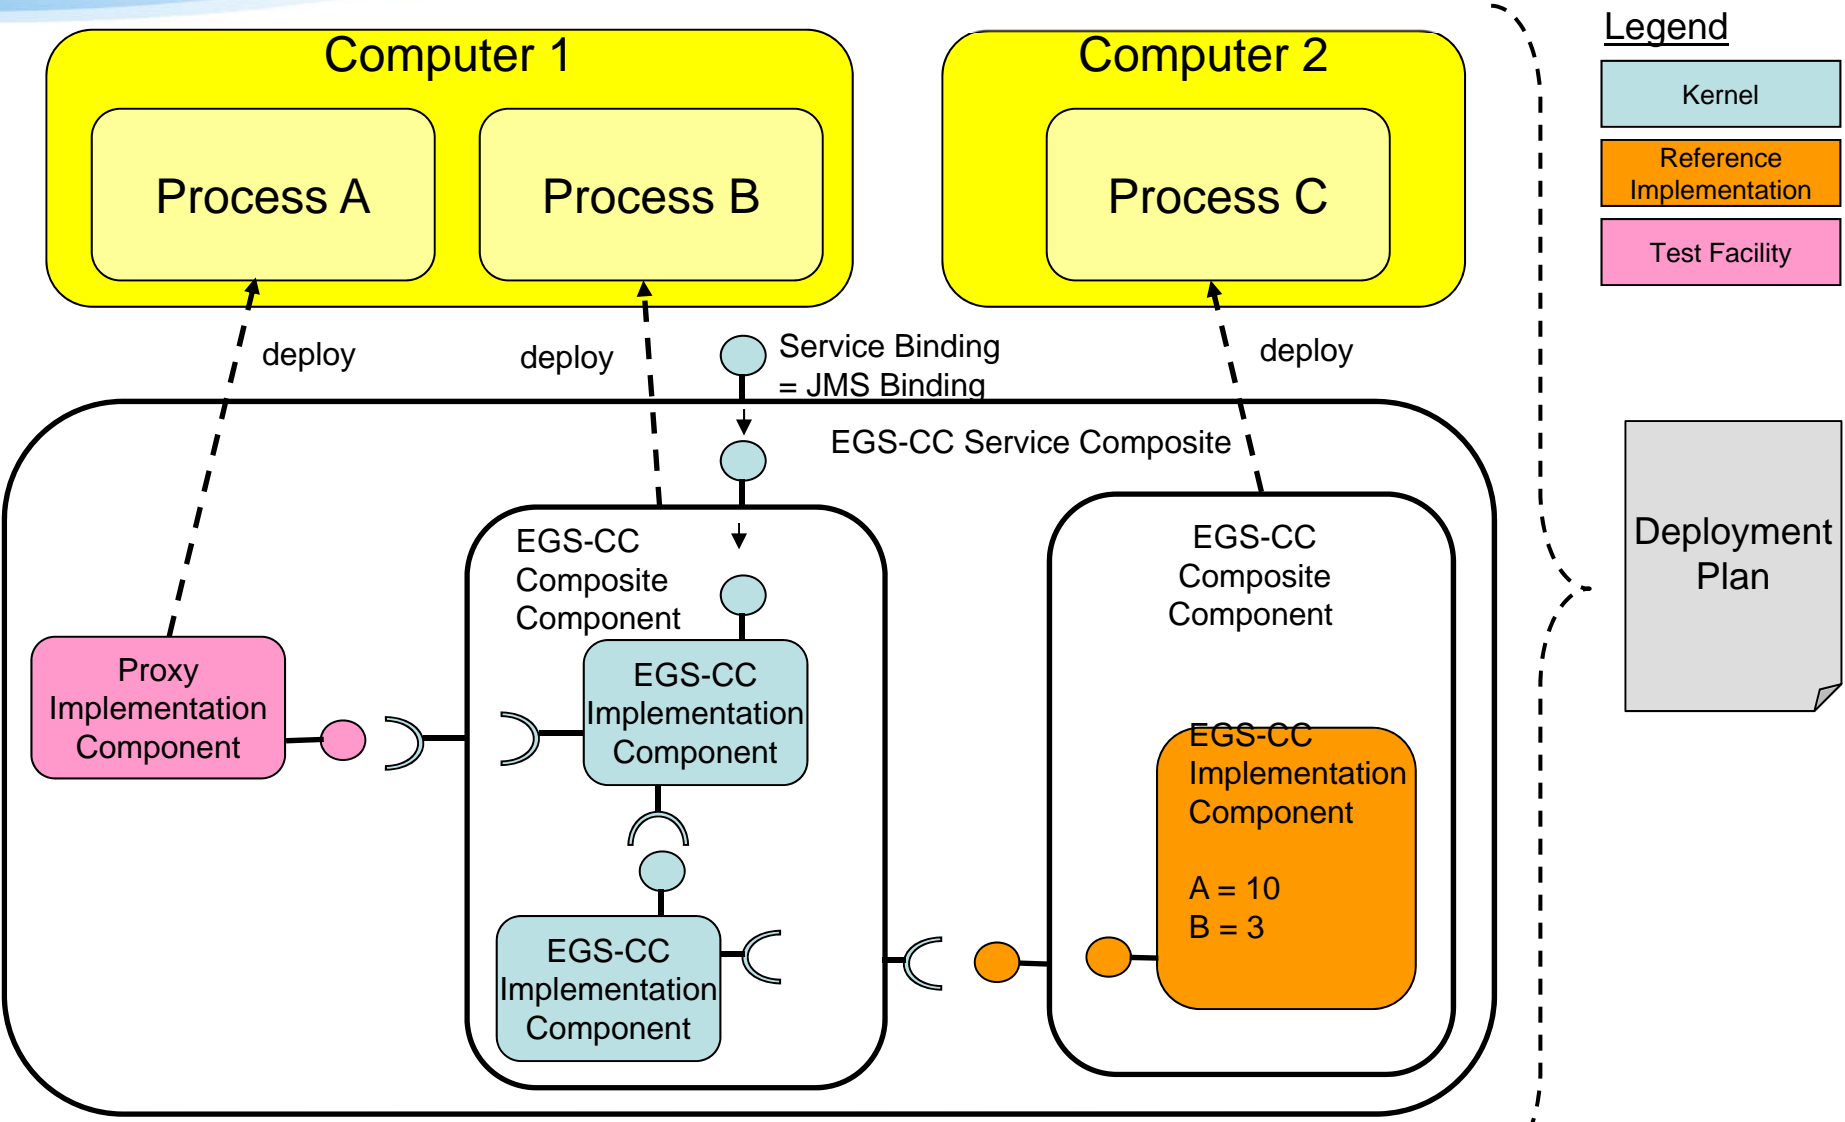 Computer 1
Computer 2
Legend
Kernel
Reference
Implementation
Test Facility
Process A
Process B
Process C
deploy
deploy
Service Binding
= JMS Binding
deploy
EGS-CC Service Composite
EGS-CC
Composite
Component
EGS-CC
Composite
Component
Deployment
Plan
Proxy
Implementation
Component
EGS-CC
Implementation
Component
EGS-CC
Implementation
Component
A = 10
B = 3
EGS-CC
Implementation
Component